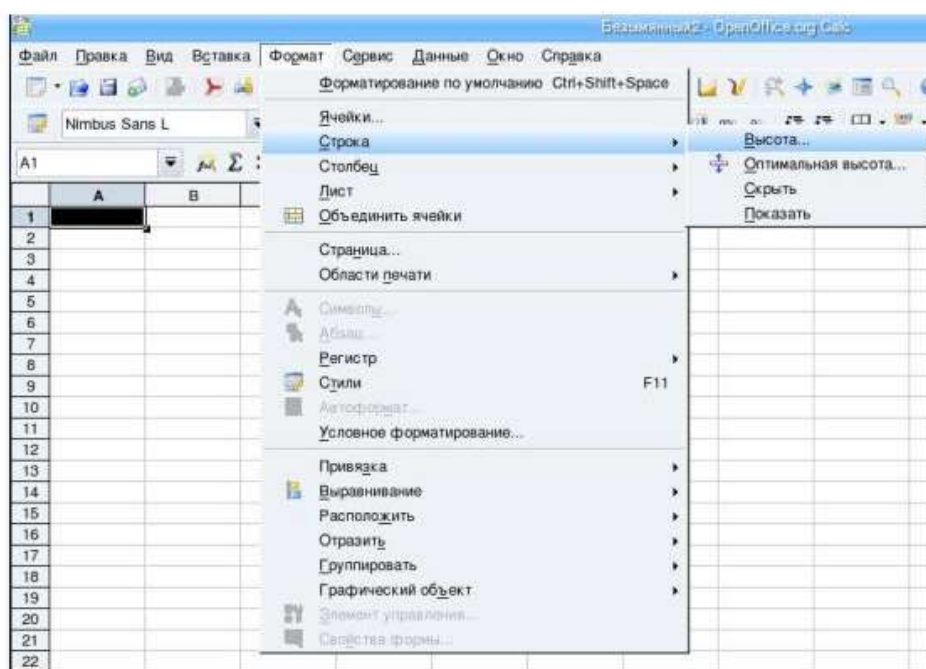 Безымянный2 - OpenOffice.org Calc
Файл Правка Вид Вставка Формат Сервис Данные Окно Справка
Форматирование по умолчанию Ctrl+Shift+Space
Nimbus Sans L
Ячейки...
Строка
Высота...
A1
Столбец
Оптимальная высота...
Лист
Скрыть
A B
Объединить ячейки
Показать
1
2
Страница...
3
Области печати
4
5
Символы...
6
Абзац...
7
Регистр
8
Стили F11
9
10
Автоформат...
11
Условное форматирование...
12
13
Привязка
14
Выравнивание
15
Расположить
16
Отразить
17
Группировать
18
Графический объект
19
20
Элемент управления...
21
Свойства формы...
22